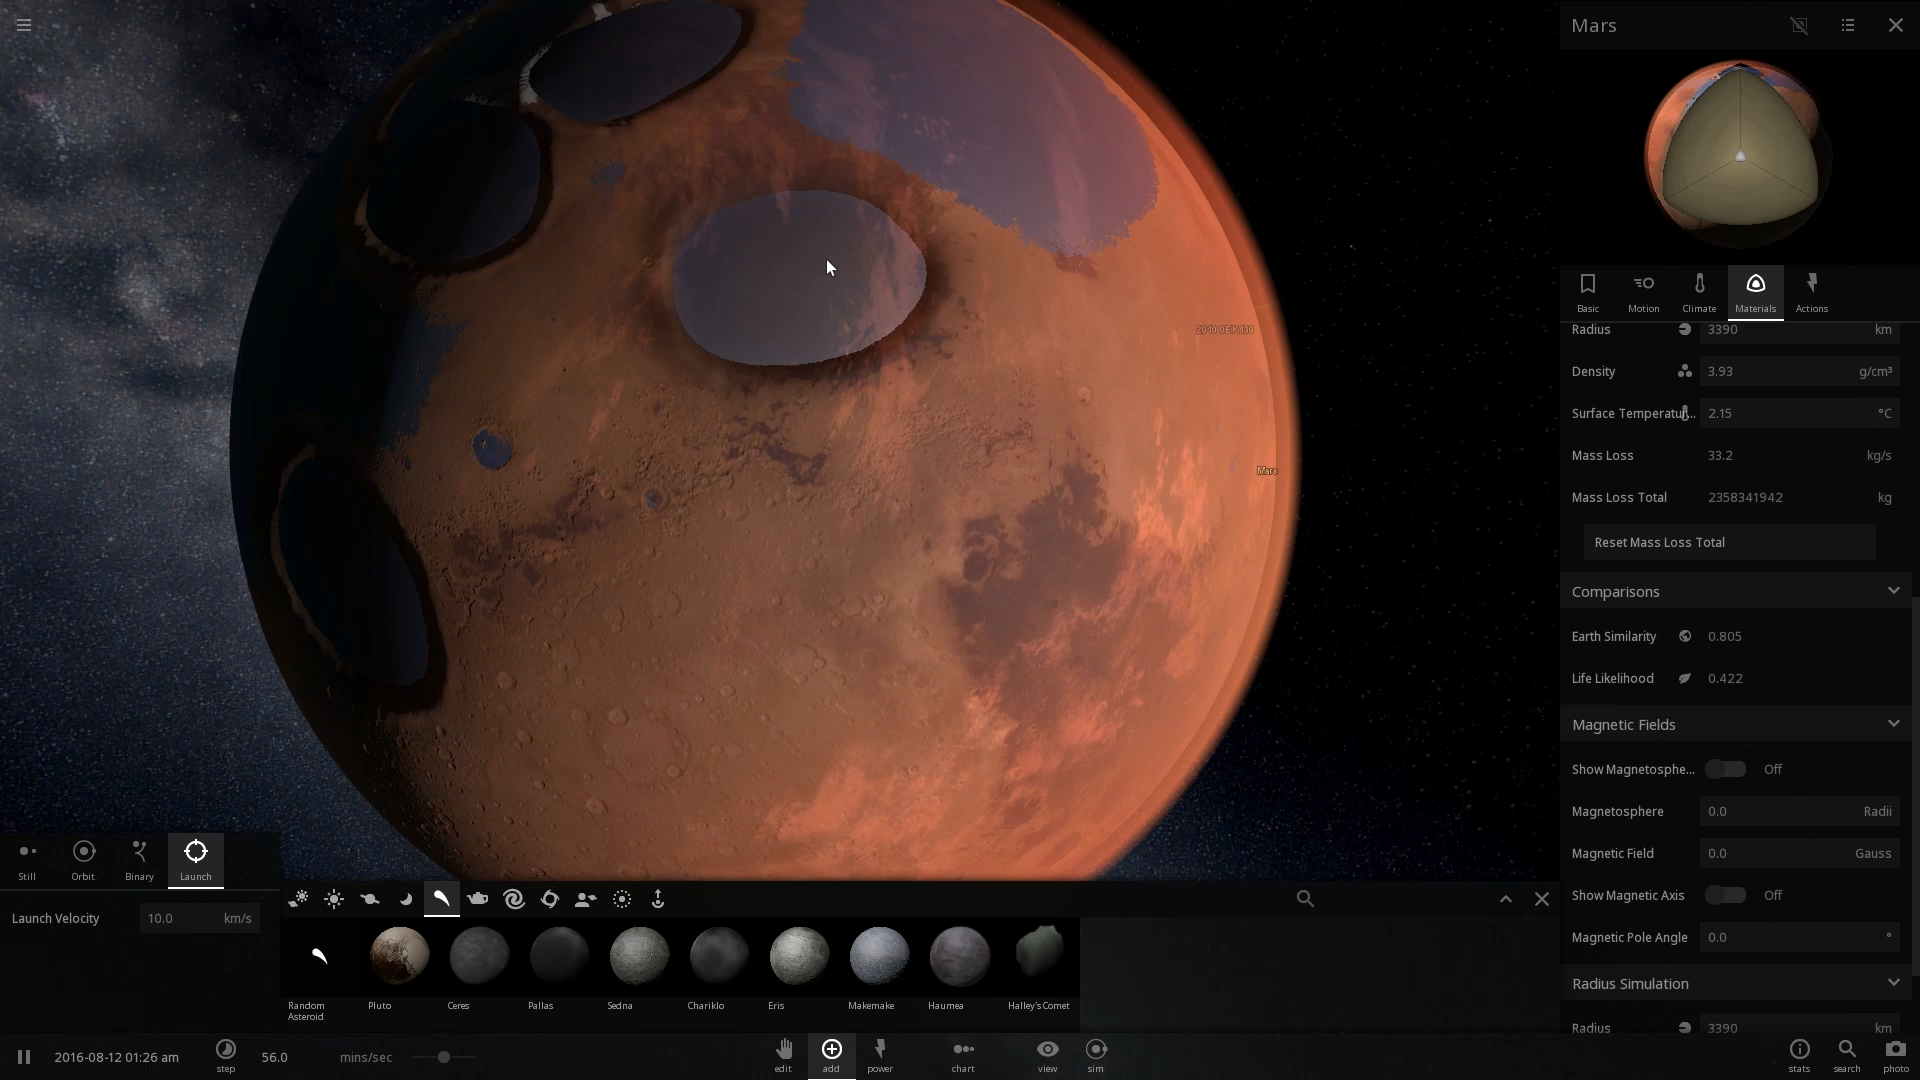 Mars
Basic
Motion
Climate
Materials
Actions
Radius 3390 km
Density 3.93 g/cm³
Surface Temperatur... 2.15 °C
Mass Loss 33.2 kg/s
Mass Loss Total 2358341942 kg
Reset Mass Loss Total
Comparisons
Earth Similarity 0.805
Life Likelihood 0.422
Magnetic Fields
Show Magnetosphe... Off
Magnetosphere 0.0 Radii
Magnetic Field 0.0 Gauss
Show Magnetic Axis Off
Magnetic Pole Angle 0.0 °
Radius Simulation
Radius 3390 km
Mars
Still
Orbit
Binary
Launch
Launch Velocity 10.0 km/s
Random Asteroid
Pluto
Ceres
Pallas
Sedna
Chariklo
Eris
Makemake
Haumea
Halley's Comet
2016-08-12 01:26 am
step
56.0 mins/sec
edit
add
power
chart
view
sim
stats
search
photo